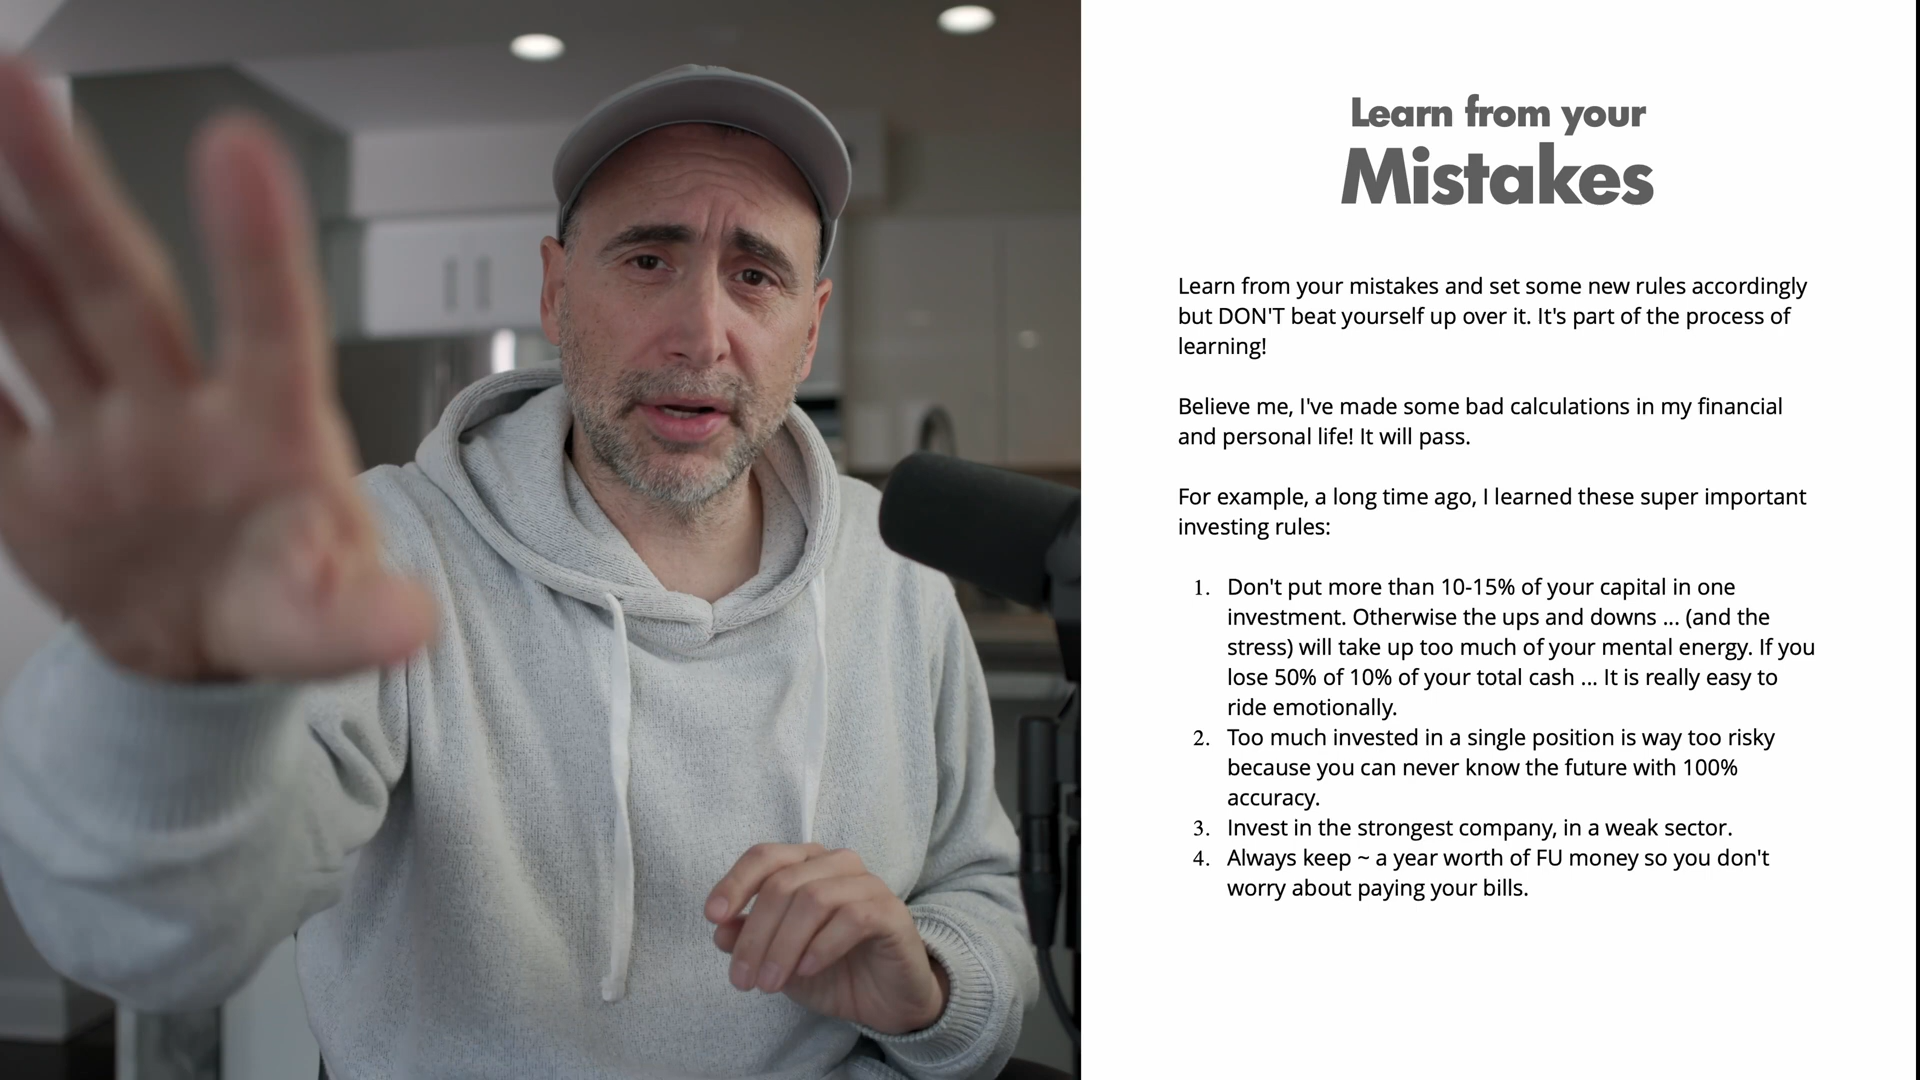 Learn from your
Mistakes
Learn from your mistakes and set some new rules accordingly
but DON'T beat yourself up over it. It's part of the process of
learning!
Believe me, I've made some bad calculations in my financial
and personal life! It will pass.
For example, a long time ago, I learned these super important
investing rules:
1. Don't put more than 10-15% of your capital in one
investment. Otherwise the ups and downs ... (and the
stress) will take up too much of your mental energy. If you
lose 50% of 10% of your total cash ... It is really easy to
ride emotionally.
2. Too much invested in a single position is way too risky
because you can never know the future with 100%
accuracy.
3. Invest in the strongest company, in a weak sector.
4. Always keep ~ a year worth of FU money so you don't
worry about paying your bills.